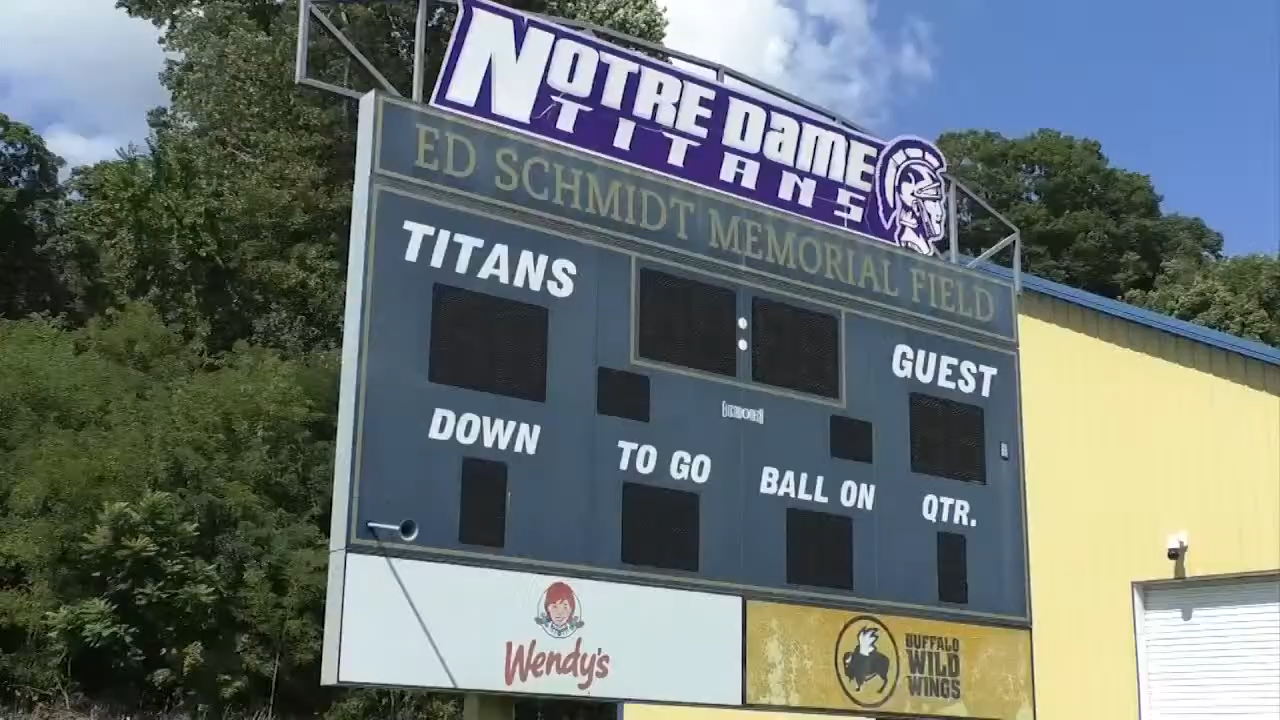 NOTRE DAME
TITANS
ED SCHMIDT MEMORIAL FIELD
TITANS
GUEST
DOWN
TO GO
BALL ON
QTR.
Wendy's
BUFFALO
WILD
WINGS